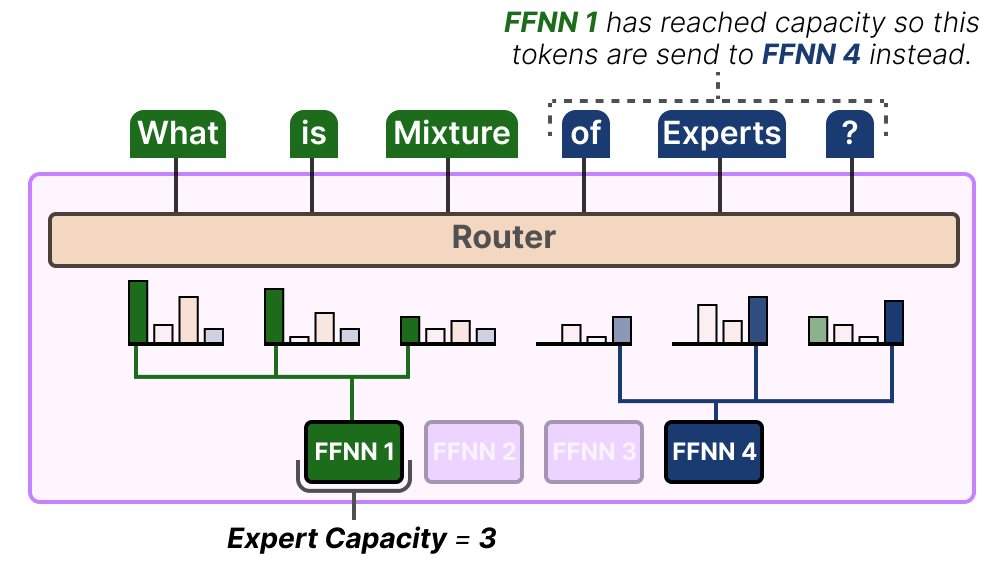 FFNN 1 has reached capacity so this
tokens are send to FFNN 4 instead.
What is Mixture of Experts ?
Router
FFNN 1 FFNN 2 FFNN 3 FFNN 4
Expert Capacity = 3